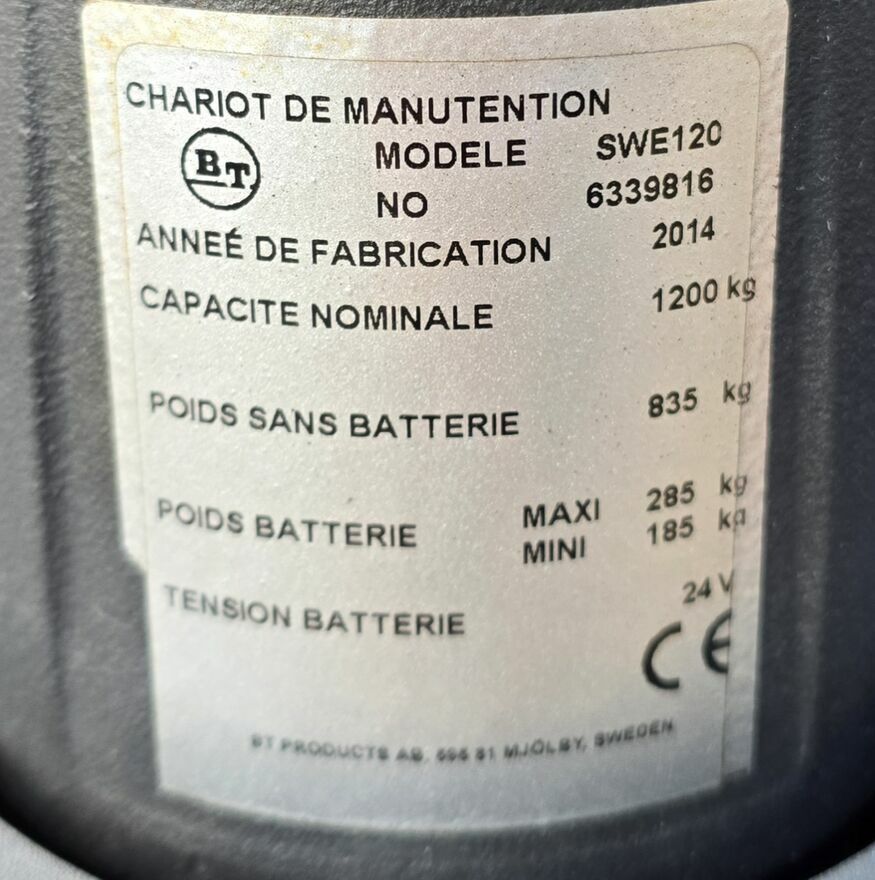 CHARIOT DE MANUTENTION
BT MODELE SWE120
NO 6339816
ANNEÉ DE FABRICATION 2014
CAPACITE NOMINALE 1200 kg
POIDS SANS BATTERIE 835 kg
POIDS BATTERIE MAXI 285 kg
MINI 185 kg
TENSION BATTERIE 24 V
CE
BT PRODUCTS AB, 595 81 MJÖLBY, SWEDEN